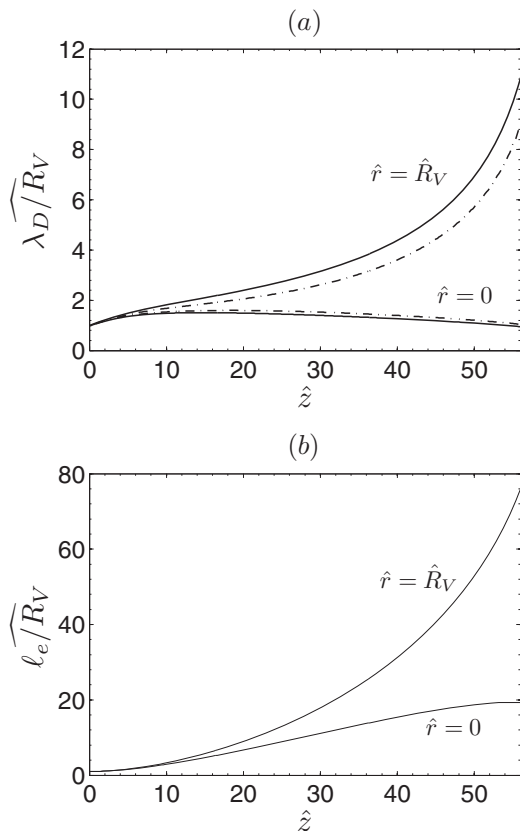 (a)
12
10
8
6
4
2
0
λ_D/R_V
r̂ = R̂_V
r̂ = 0
0 10 20 30 40 50
ẑ
(b)
80
60
40
20
0
ℓ_e/R_V
r̂ = R̂_V
r̂ = 0
0 10 20 30 40 50
ẑ